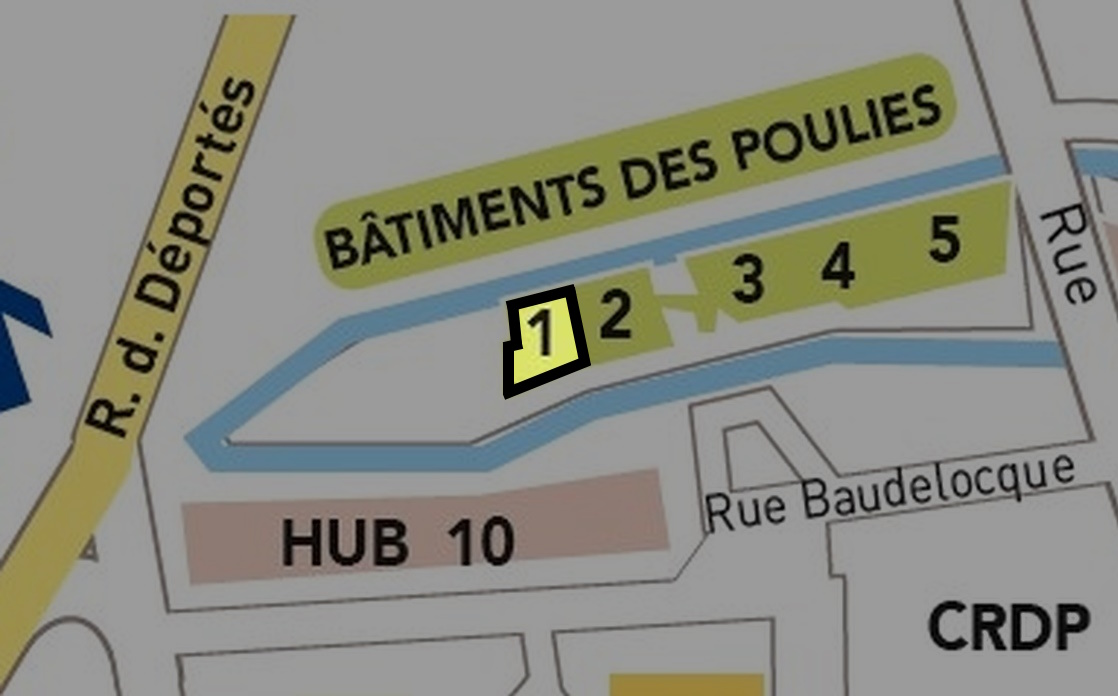 R. d. Déportés
BÂTIMENTS DES POULIES
1 2 3 4 5
Rue
Rue Baudelocque
HUB 10
CRDP